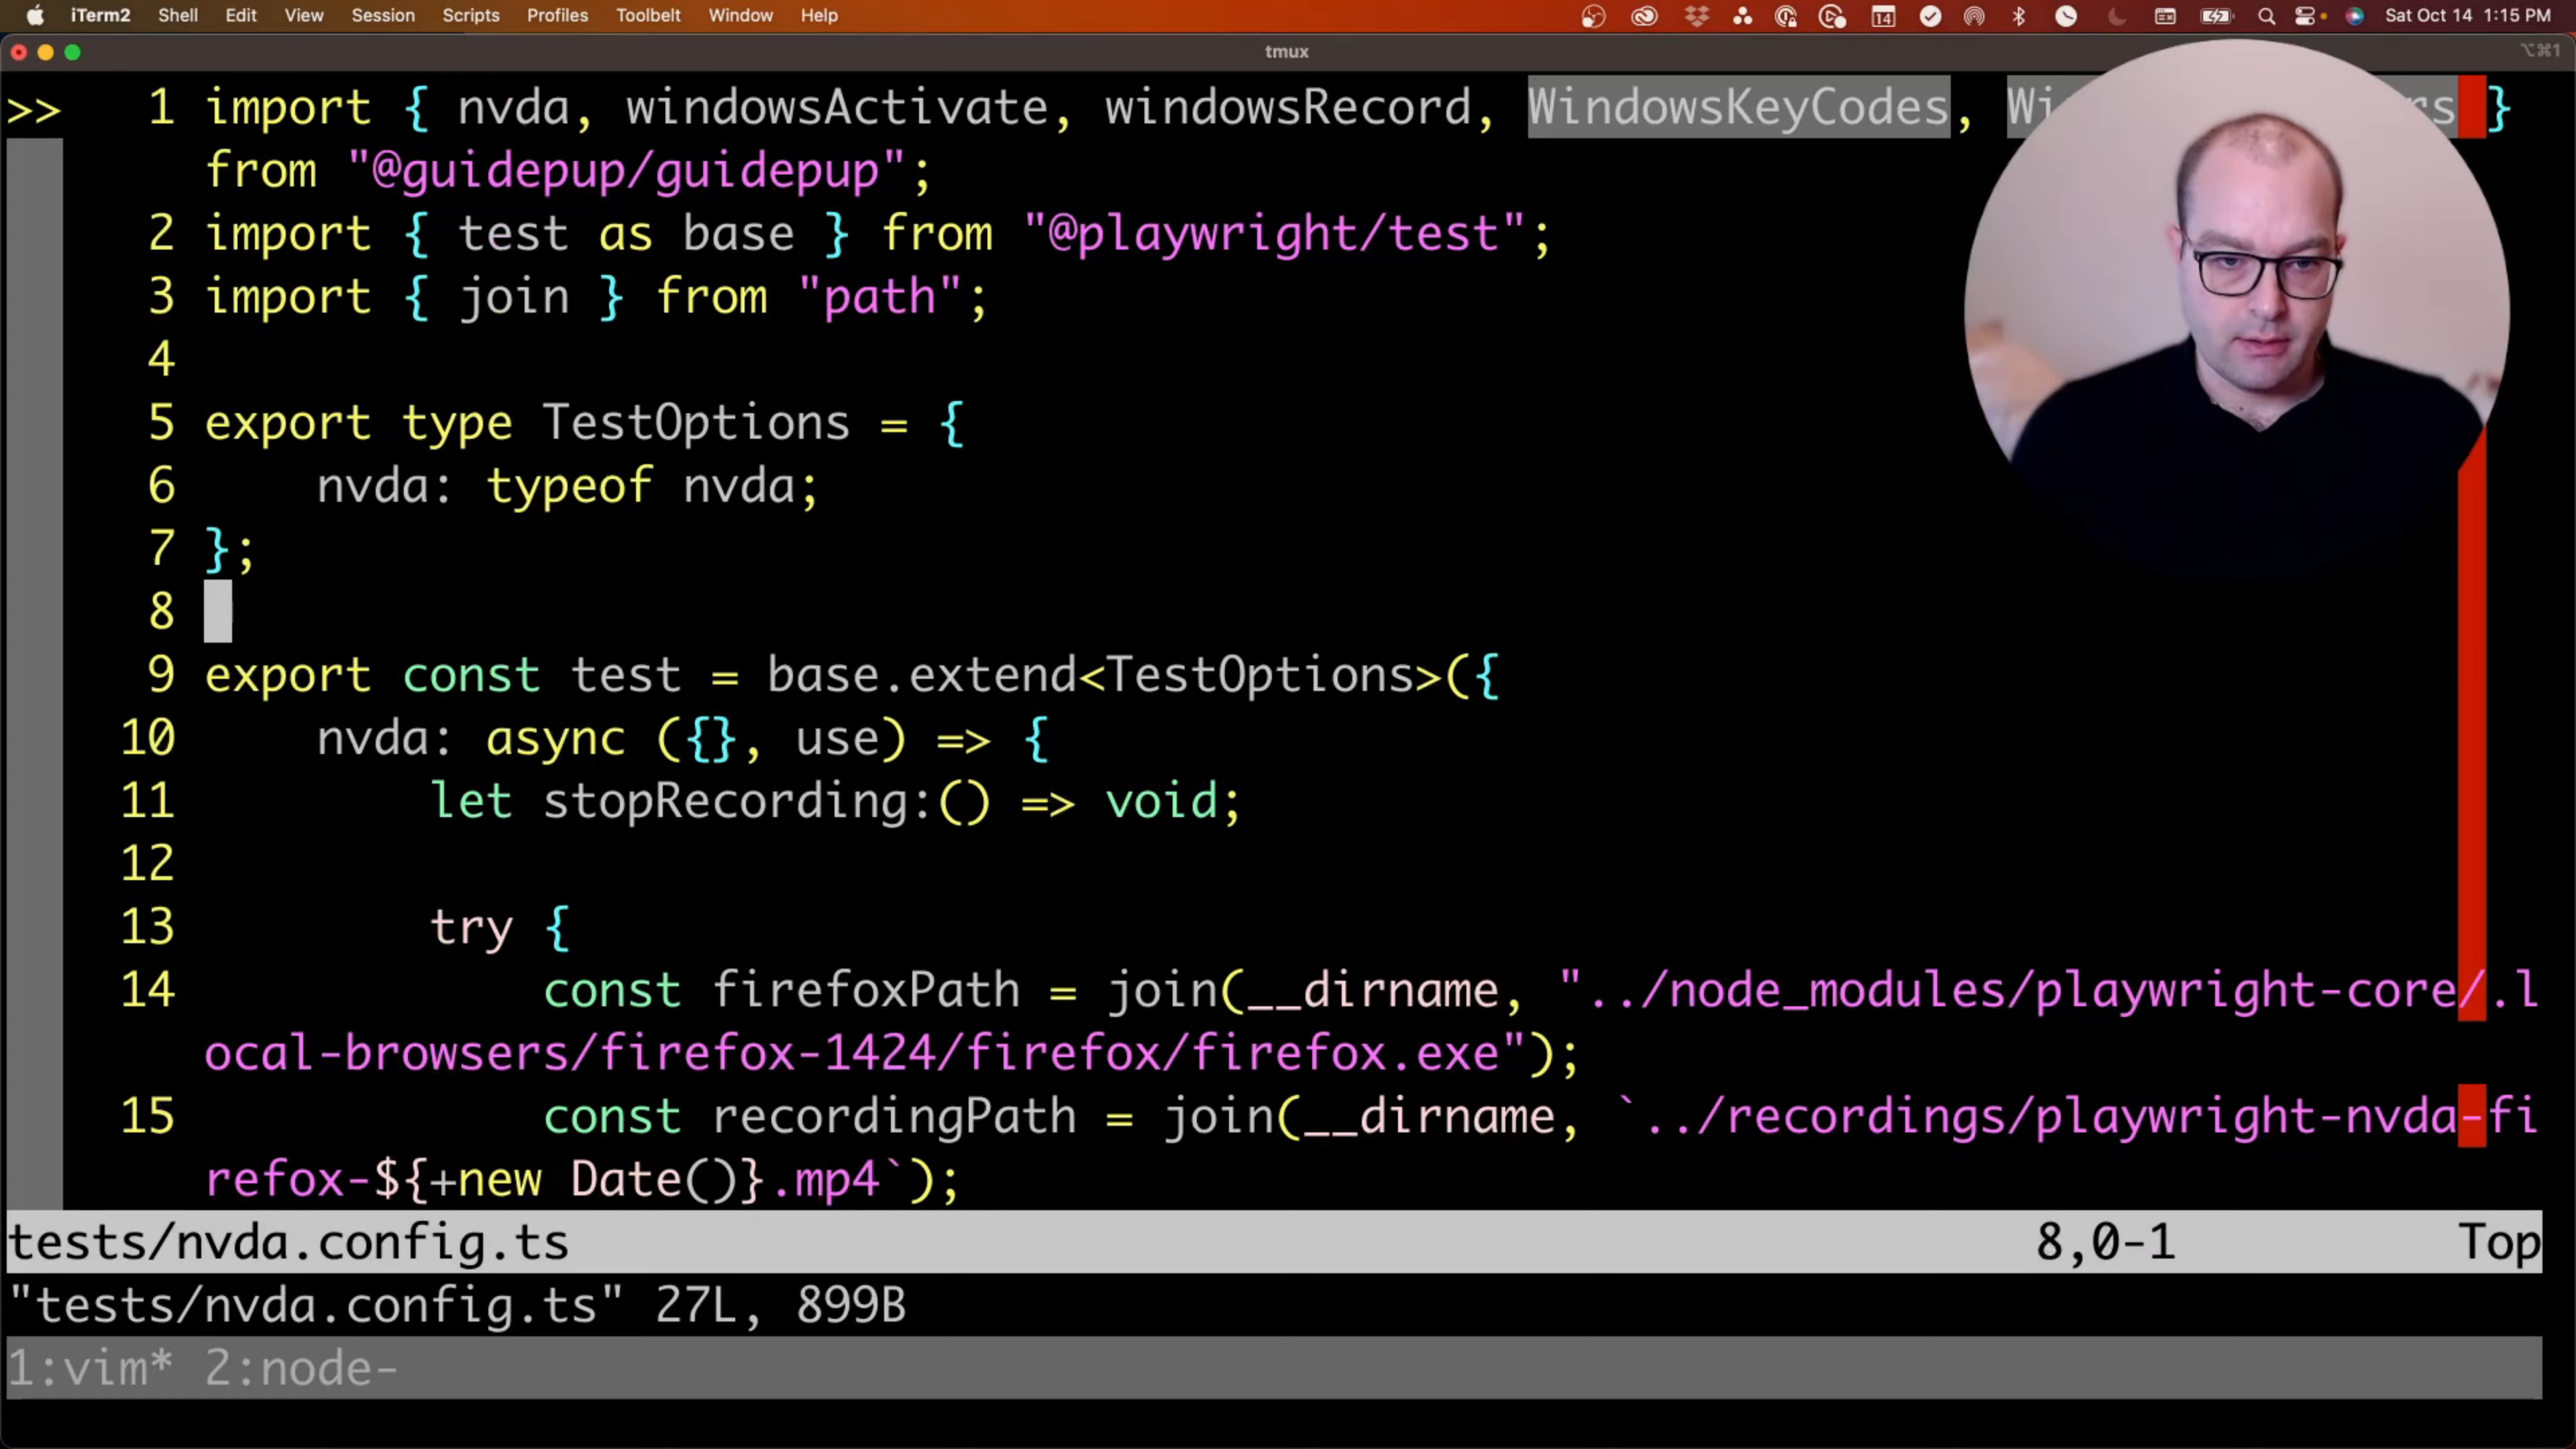 iTerm2 Shell Edit View Session Scripts Profiles Toolbelt Window Help 14 Sat Oct 14 1:15 PM
tmux ⌥⌘1
>> 1 import { nvda, windowsActivate, windowsRecord, WindowsKeyCodes, }
from "@guidepup/guidepup";
2 import { test as base } from "@playwright/test";
3 import { join } from "path";
4
5 export type TestOptions = {
6 nvda: typeof nvda;
7 };
8
9 export const test = base.extend<TestOptions>({
10 nvda: async ({}, use) => {
11 let stopRecording:() => void;
12
13 try {
14 const firefoxPath = join(__dirname, "../node_modules/playwright-core/.l
ocal-browsers/firefox-1424/firefox/firefox.exe");
15 const recordingPath = join(__dirname, `../recordings/playwright-nvda-fi
refox-${+new Date()}.mp4`);
tests/nvda.config.ts 8,0-1 Top
"tests/nvda.config.ts" 27L, 899B
1:vim* 2:node-